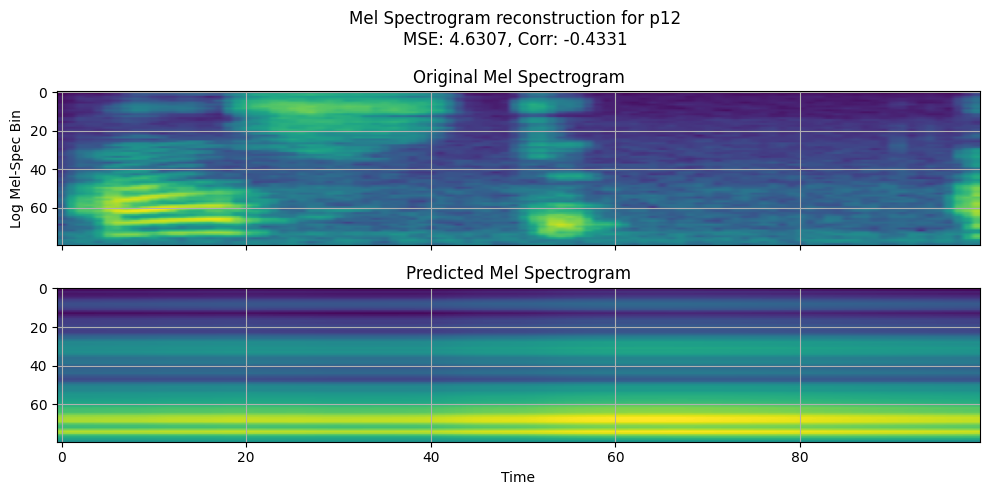 Mel Spectrogram reconstruction for p12
MSE: 4.6307, Corr: -0.4331
Original Mel Spectrogram
0
20
40
60
Log Mel-Spec Bin
Predicted Mel Spectrogram
0
20
40
60
0 20 40 60 80
Time